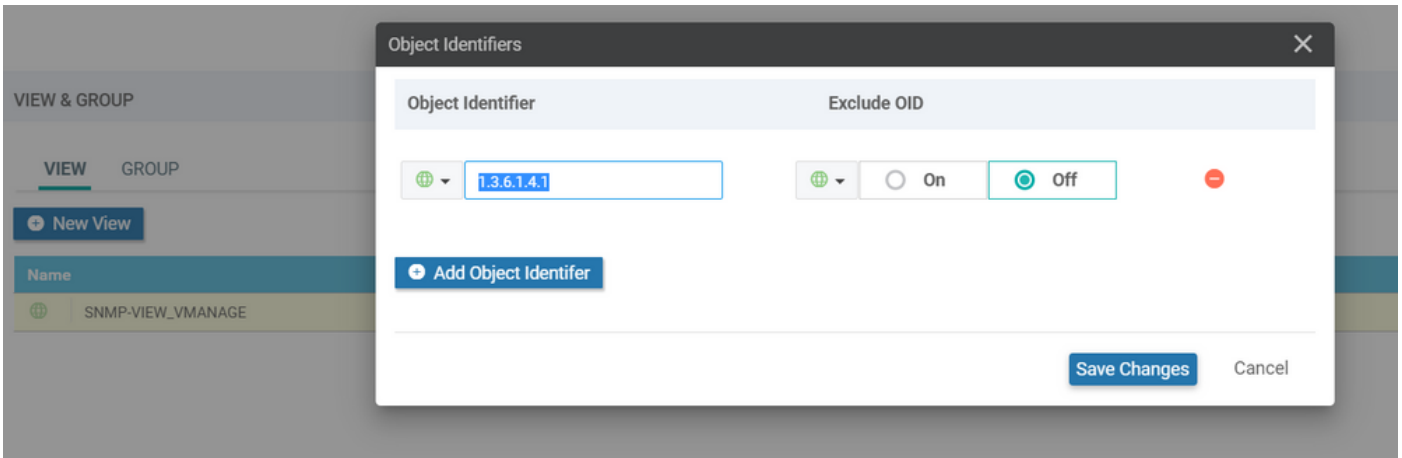 Object Identifiers
VIEW & GROUP
Object Identifier Exclude OID
VIEW GROUP
1.3.6.1.4.1 On Off
New View
Name
Add Object Identifer
SNMP-VIEW_VMANAGE
Save Changes Cancel